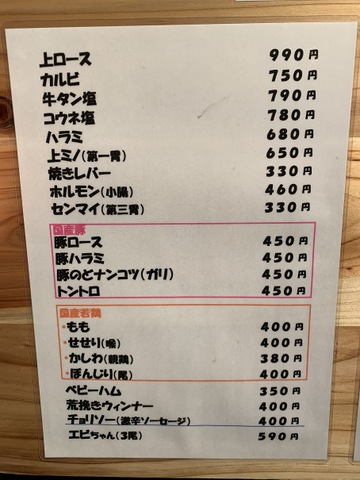 上ロース 990円
カルビ 750円
牛タン塩 790円
コウネ塩 780円
ハラミ 680円
上ミノ(第一胃) 650円
焼きレバー 330円
ホルモン(小腸) 460円
センマイ(第三胃) 330円
国産豚
豚ロース 450円
豚ハラミ 450円
豚のどナンコツ(ガリ) 450円
トントロ 450円
国産若鶏
・もも 400円
・せせり(喉) 400円
・かしわ(親鶏) 380円
・ぼんじり(尾) 400円
ベビーハム 350円
荒挽きウィンナー 400円
チョリソー(激辛ソーセージ) 400円
エビちゃん(3尾) 590円